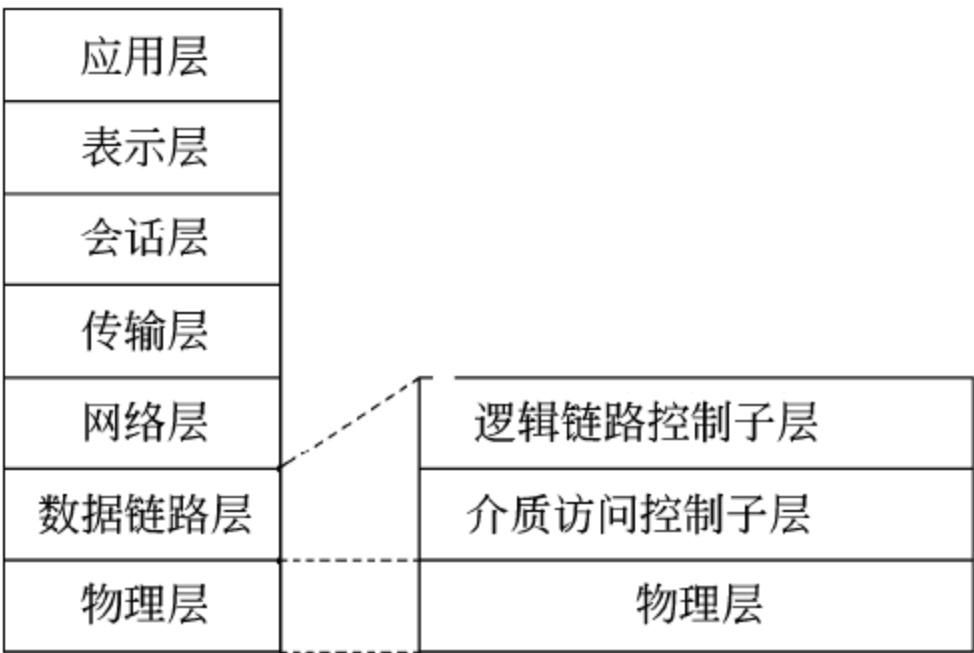 应用层
表示层
会话层
传输层
网络层
数据链路层
物理层
逻辑链路控制子层
介质访问控制子层
物理层